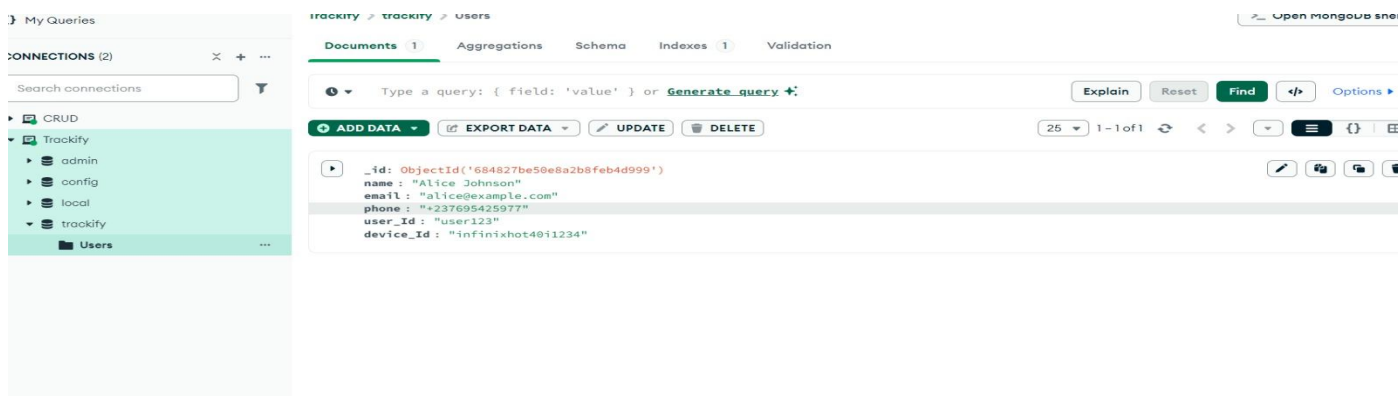 My Queries
CONNECTIONS (2)
Search connections
CRUD
Trackify
admin
config
local
trackify
Users
Trackify > trackify > Users
>_ Open MongoDB shel
Documents 1 Aggregations Schema Indexes 1 Validation
Type a query: { field: 'value' } or Generate query
Explain Reset Find </> Options
ADD DATA EXPORT DATA UPDATE DELETE
25 1-1 of 1 {}
_id: ObjectId('684827be50e8a2b8feb4d999')
name : "Alice Johnson"
email : "alice@example.com"
phone : "+237695425977"
user_Id : "user123"
device_Id : "infinixhot40i1234"